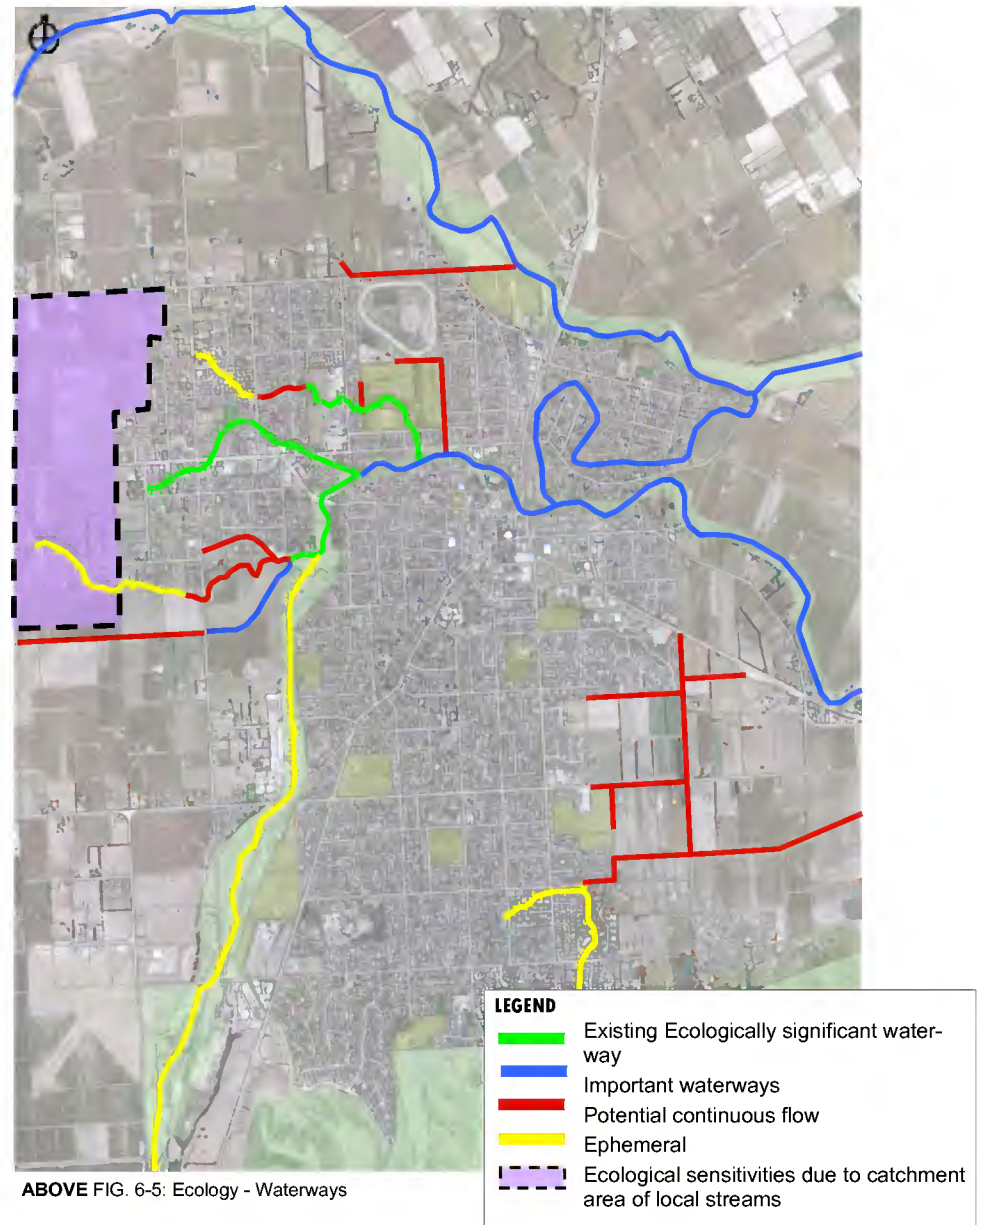 LEGEND
Existing Ecologically significant water-
way
Important waterways
Potential continuous flow
Ephemeral
Ecological sensitivities due to catchment
area of local streams
ABOVE FIG. 6-5: Ecology - Waterways